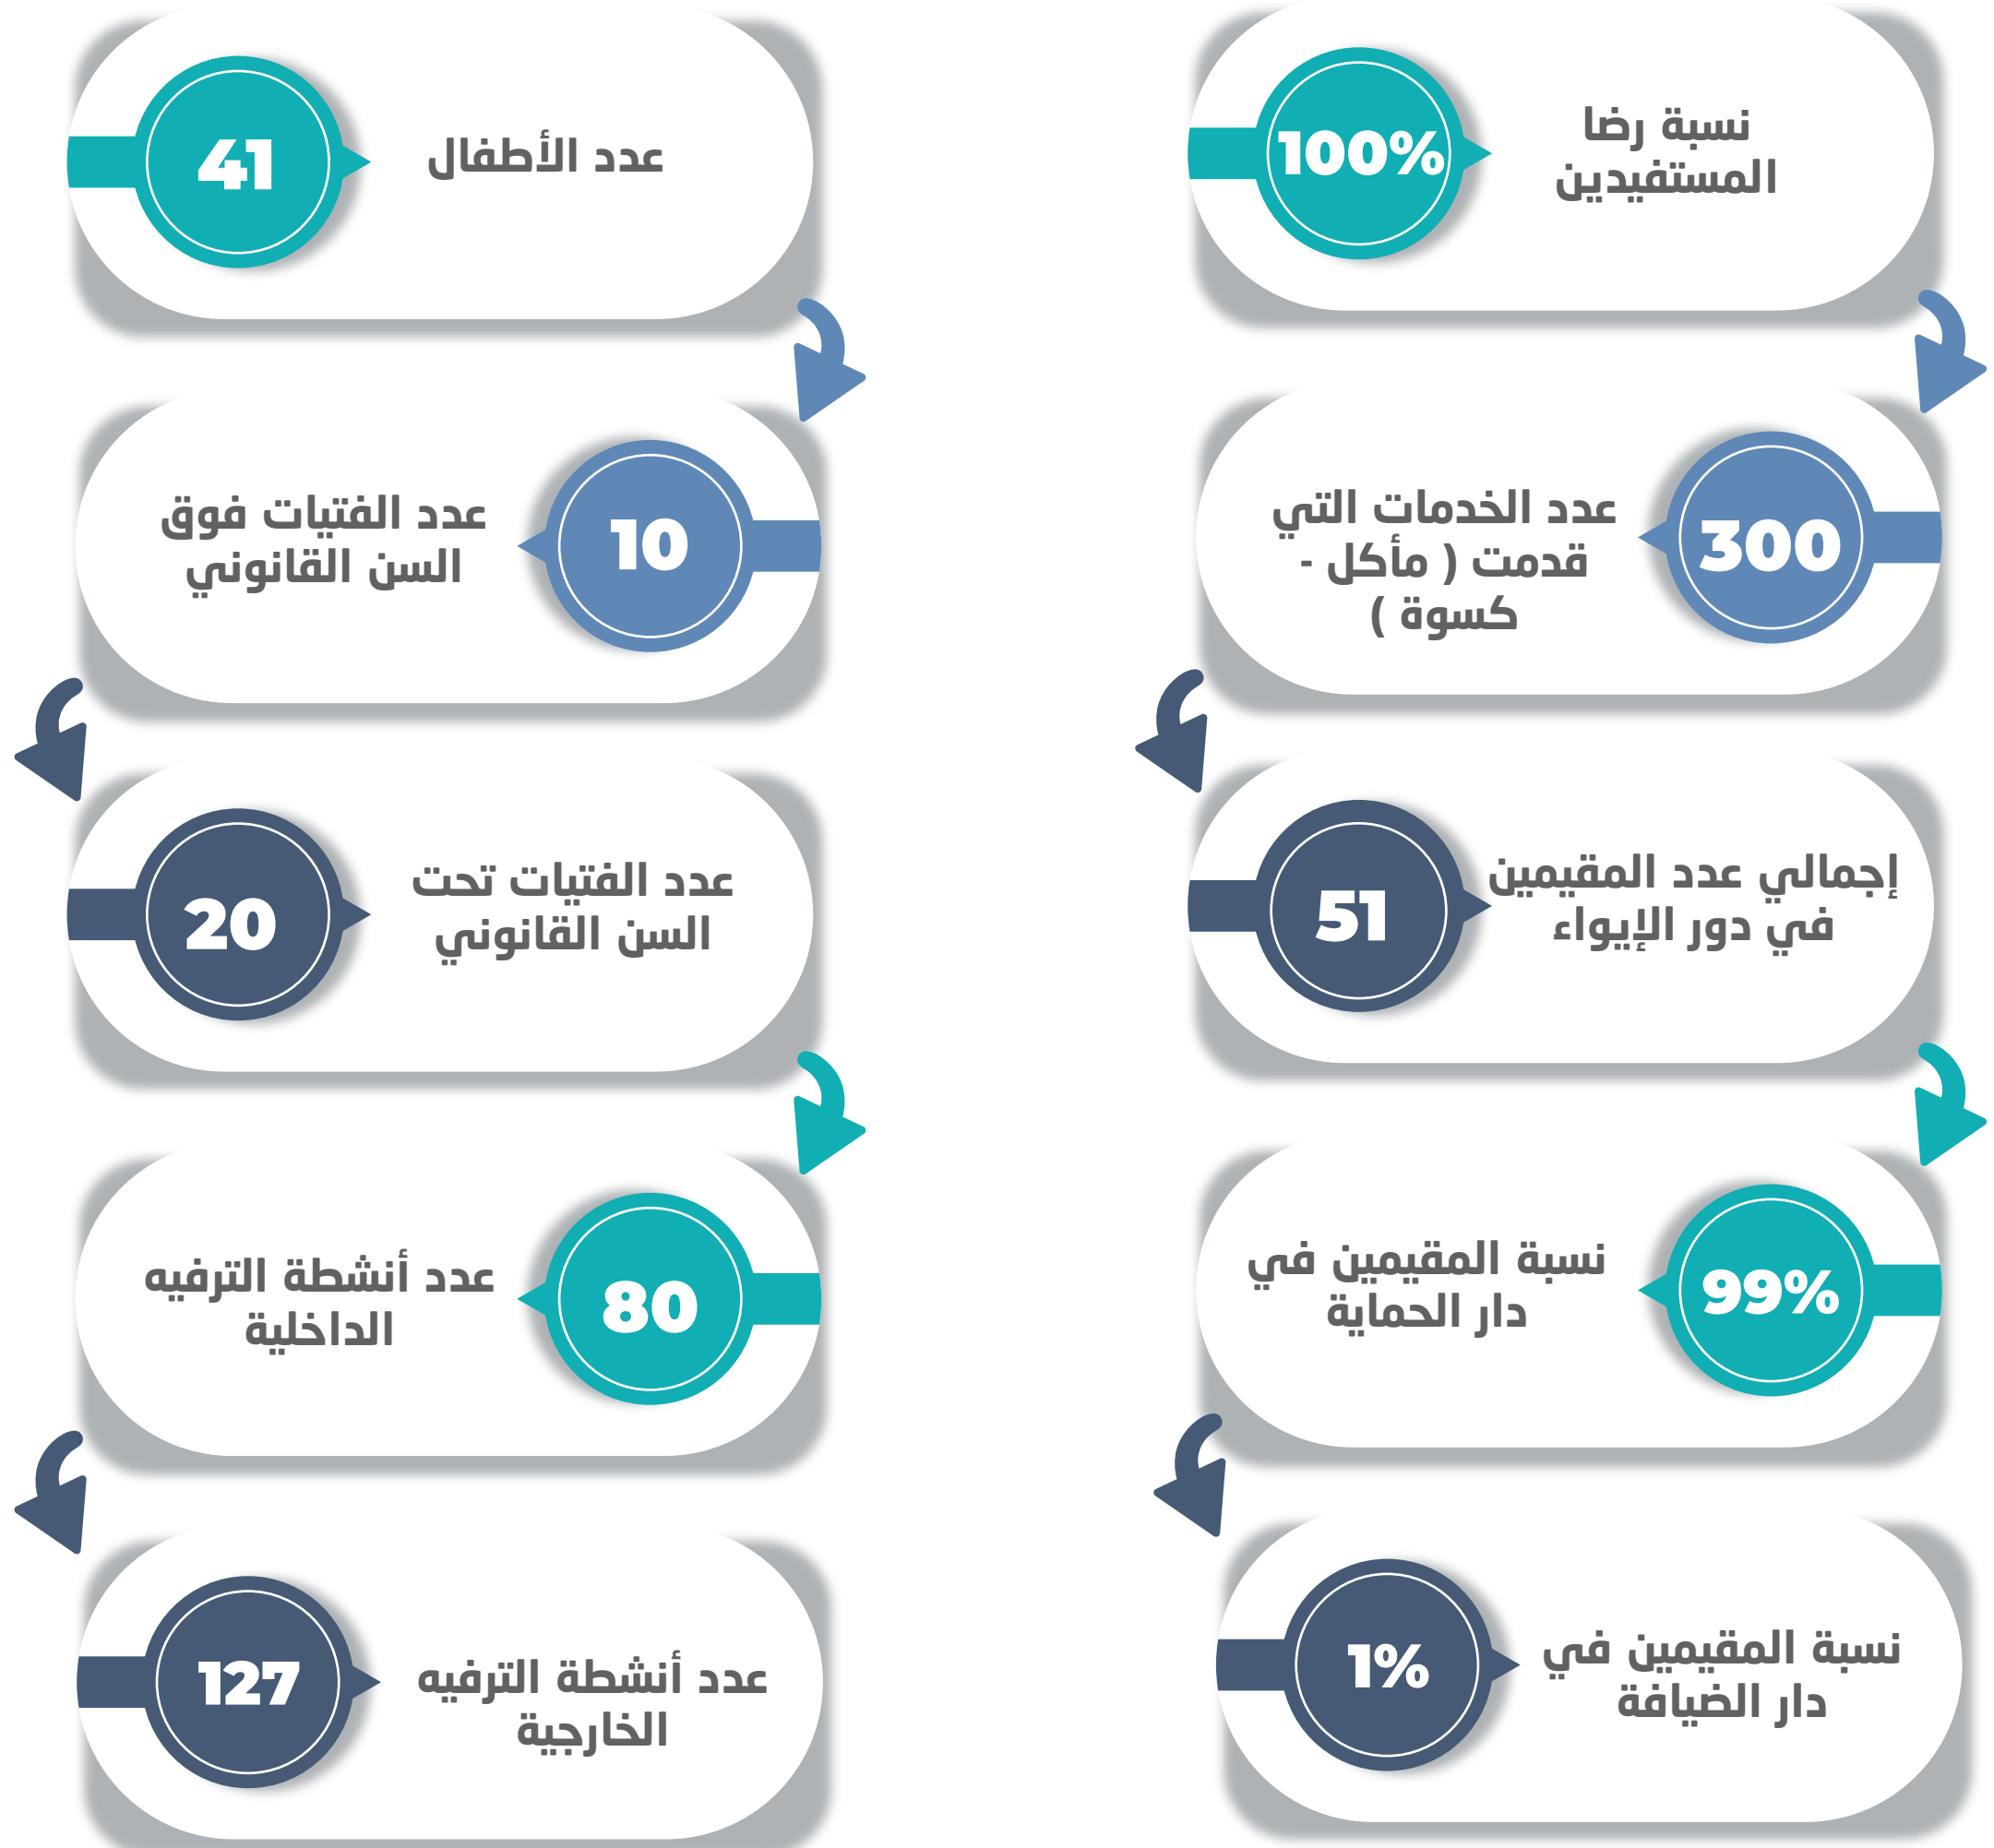 نسبة رضا
المستفيدين
100%
عدد الخدمات التي
قدمت ( مأكل -
كسوة )
300
إجمالي عدد المقيمين
في دور الإيواء
51
نسبة المقيمين في
دار الحماية
99%
نسبة المقيمين في
دار الضيافة
1%
عدد الأطفال
41
عدد الفتيات فوق
السن القانوني
10
عدد الفتيات تحت
السن القانوني
20
عدد أنشطة الترفيه
الداخلية
80
عدد أنشطة الترفيه
الخارجية
127